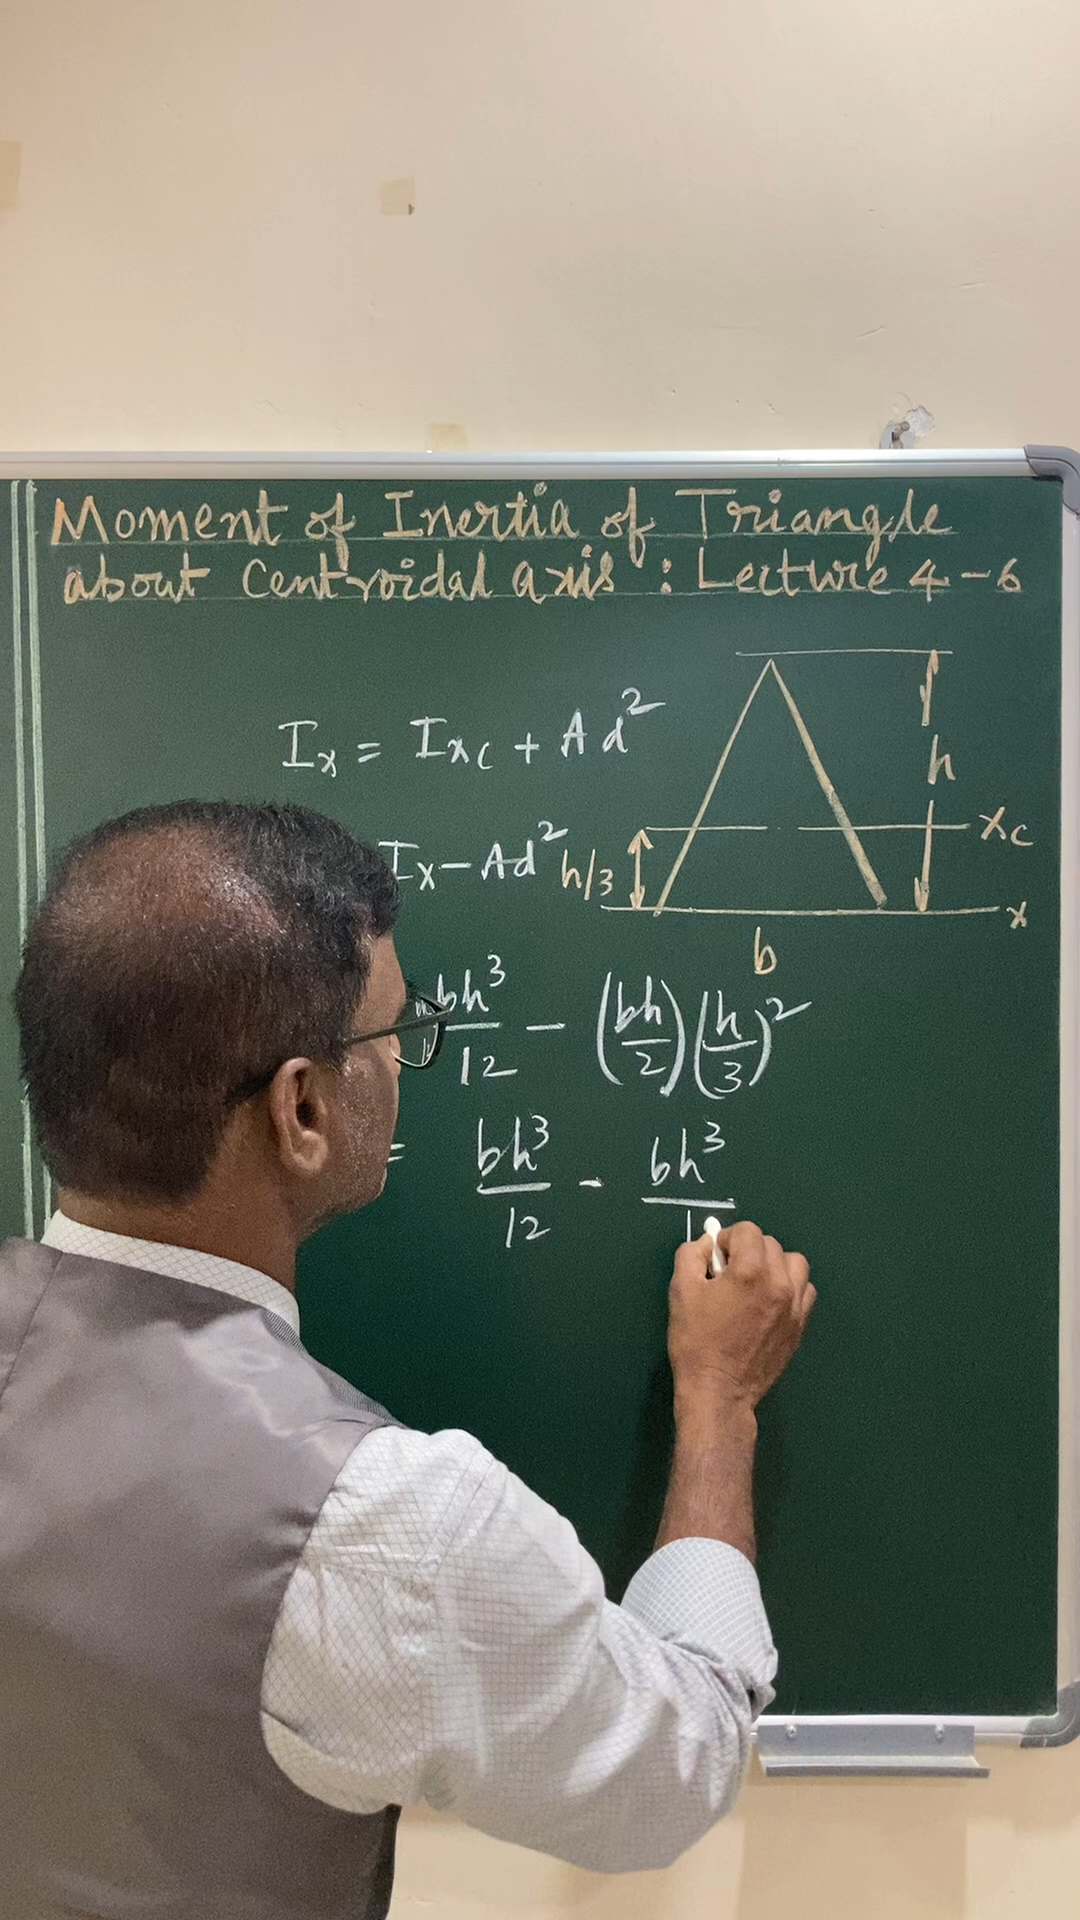 Moment of Inertia of Triangle
about Centroidal axis : Lecture 4-6
Ix = Ixc + Ad²
Ix - Ad²
h
xc
h/3
x
b
bh³/12 - (bh/2)(h/3)²
= bh³/12 - bh³/1